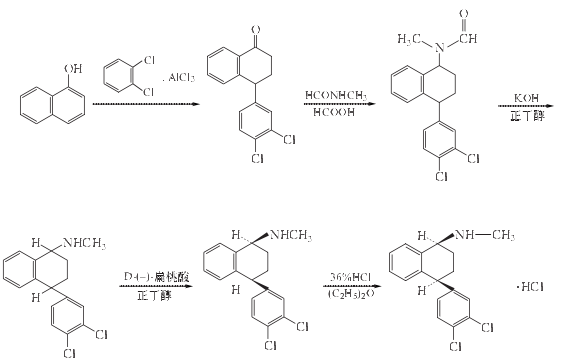 OH
Cl
Cl
. AlCl3
O
Cl
Cl
HCONHCH3
HCOOH
H3C
N
CH
O
Cl
Cl
KOH
正丁醇
H
NHCH3
H
Cl
Cl
D-(-)-扁桃酸
正丁醇
H
NHCH3
H
Cl
Cl
36%HCl
(C2H5)2O
H
NH—CH3
H
Cl
Cl
·HCl